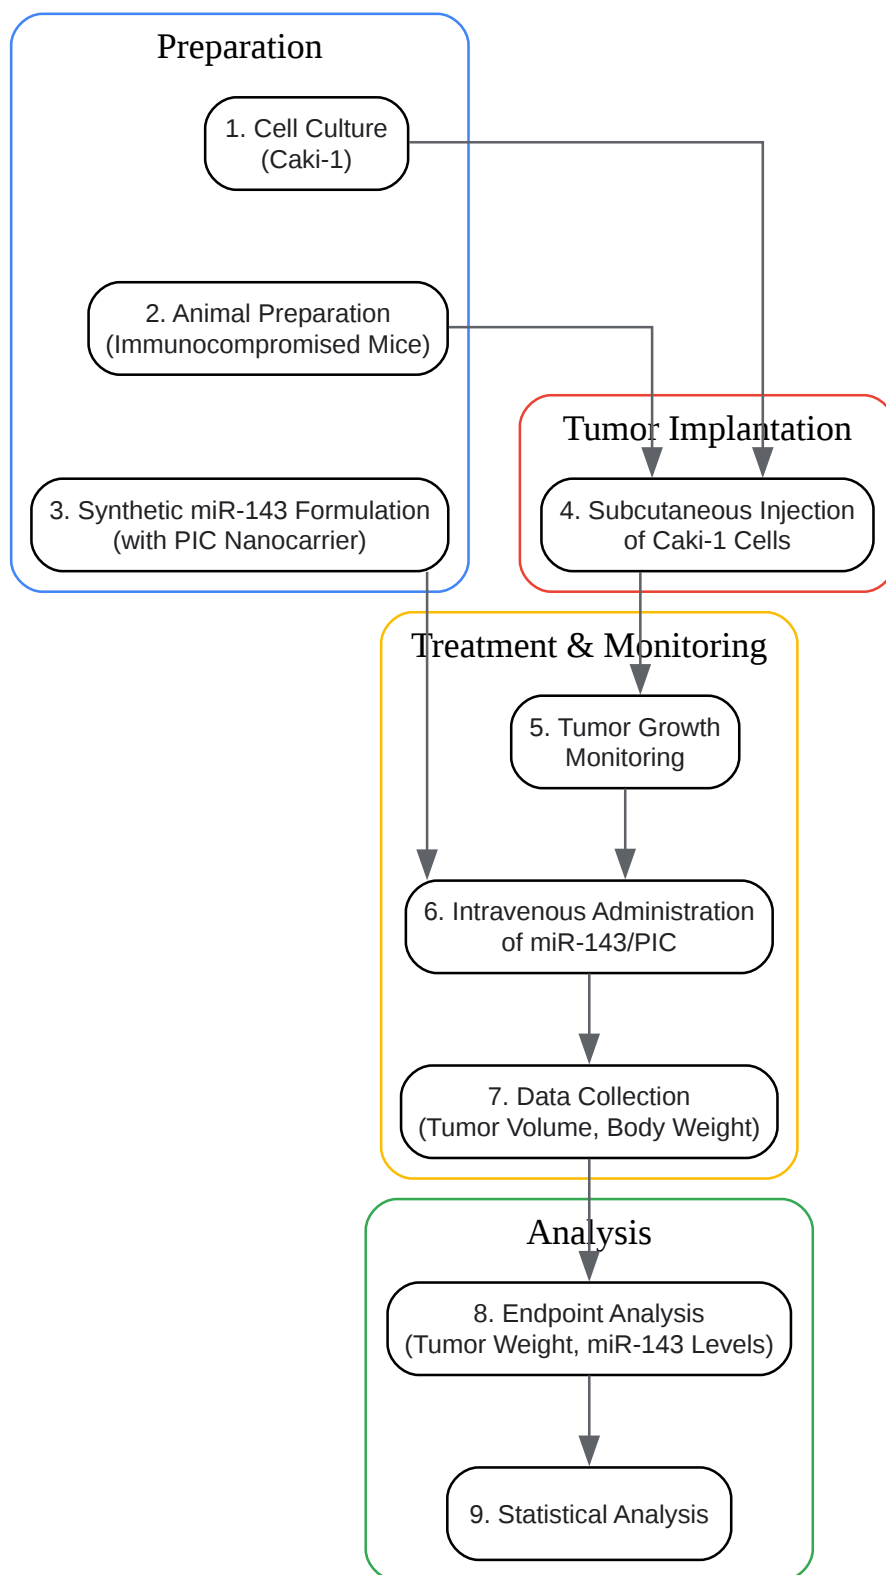 Preparation
1. Cell Culture
(Caki-1)
2. Animal Preparation
(Immunocompromised Mice)
3. Synthetic miR-143 Formulation
(with PIC Nanocarrier)
Tumor Implantation
4. Subcutaneous Injection
of Caki-1 Cells
Treatment & Monitoring
5. Tumor Growth
Monitoring
6. Intravenous Administration
of miR-143/PIC
7. Data Collection
(Tumor Volume, Body Weight)
Analysis
8. Endpoint Analysis
(Tumor Weight, miR-143 Levels)
9. Statistical Analysis